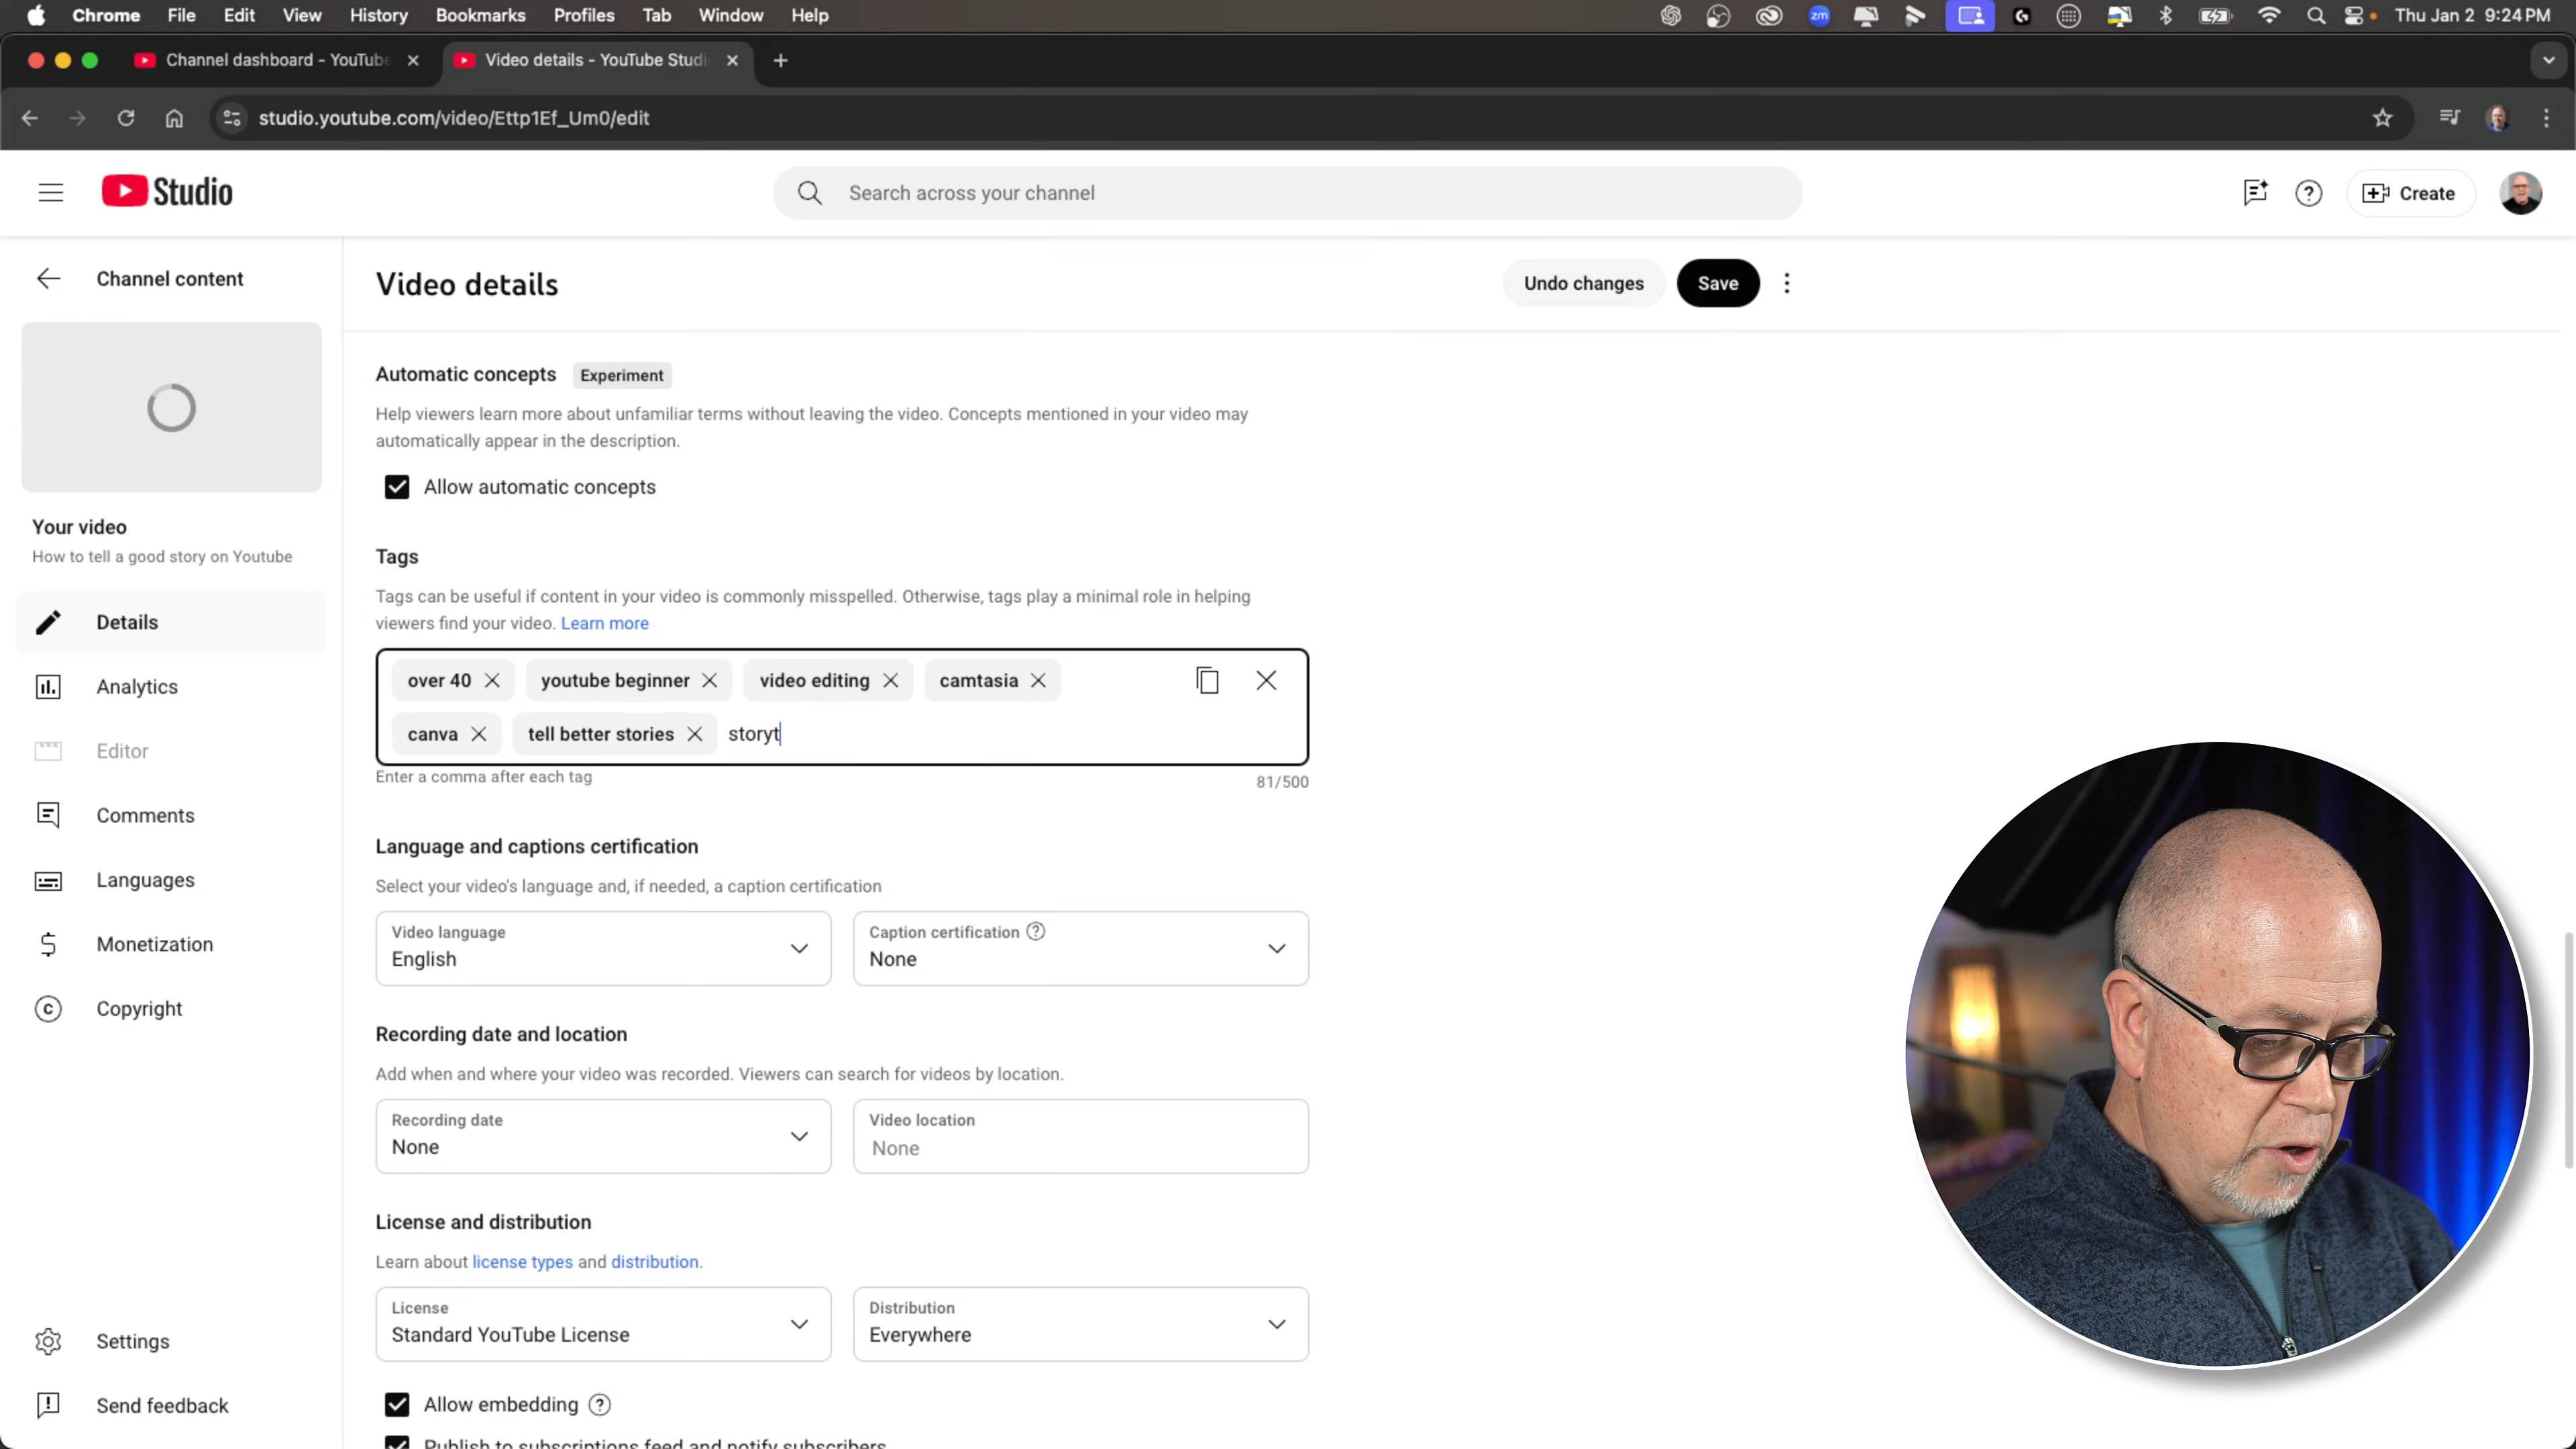 Chrome File Edit View History Bookmarks Profiles Tab Window Help zm Thu Jan 2 9:24 PM
Channel dashboard - YouTube Video details - YouTube Studi
studio.youtube.com/video/Ettp1Ef_Um0/edit
Studio Search across your channel Create
Channel content
Your video
How to tell a good story on Youtube
Details
Analytics
Editor
Comments
Languages
Monetization
Copyright
Settings
Send feedback
Video details Undo changes Save
Automatic concepts Experiment
Help viewers learn more about unfamiliar terms without leaving the video. Concepts mentioned in your video may
automatically appear in the description.
Allow automatic concepts
Tags
Tags can be useful if content in your video is commonly misspelled. Otherwise, tags play a minimal role in helping
viewers find your video. Learn more
over 40 youtube beginner video editing camtasia
canva tell better stories storyt
Enter a comma after each tag 81/500
Language and captions certification
Select your video's language and, if needed, a caption certification
Video language Caption certification
English None
Recording date and location
Add when and where your video was recorded. Viewers can search for videos by location.
Recording date Video location
None None
License and distribution
Learn about license types and distribution.
License Distribution
Standard YouTube License Everywhere
Allow embedding
Publish to subscriptions feed and notify subscribers